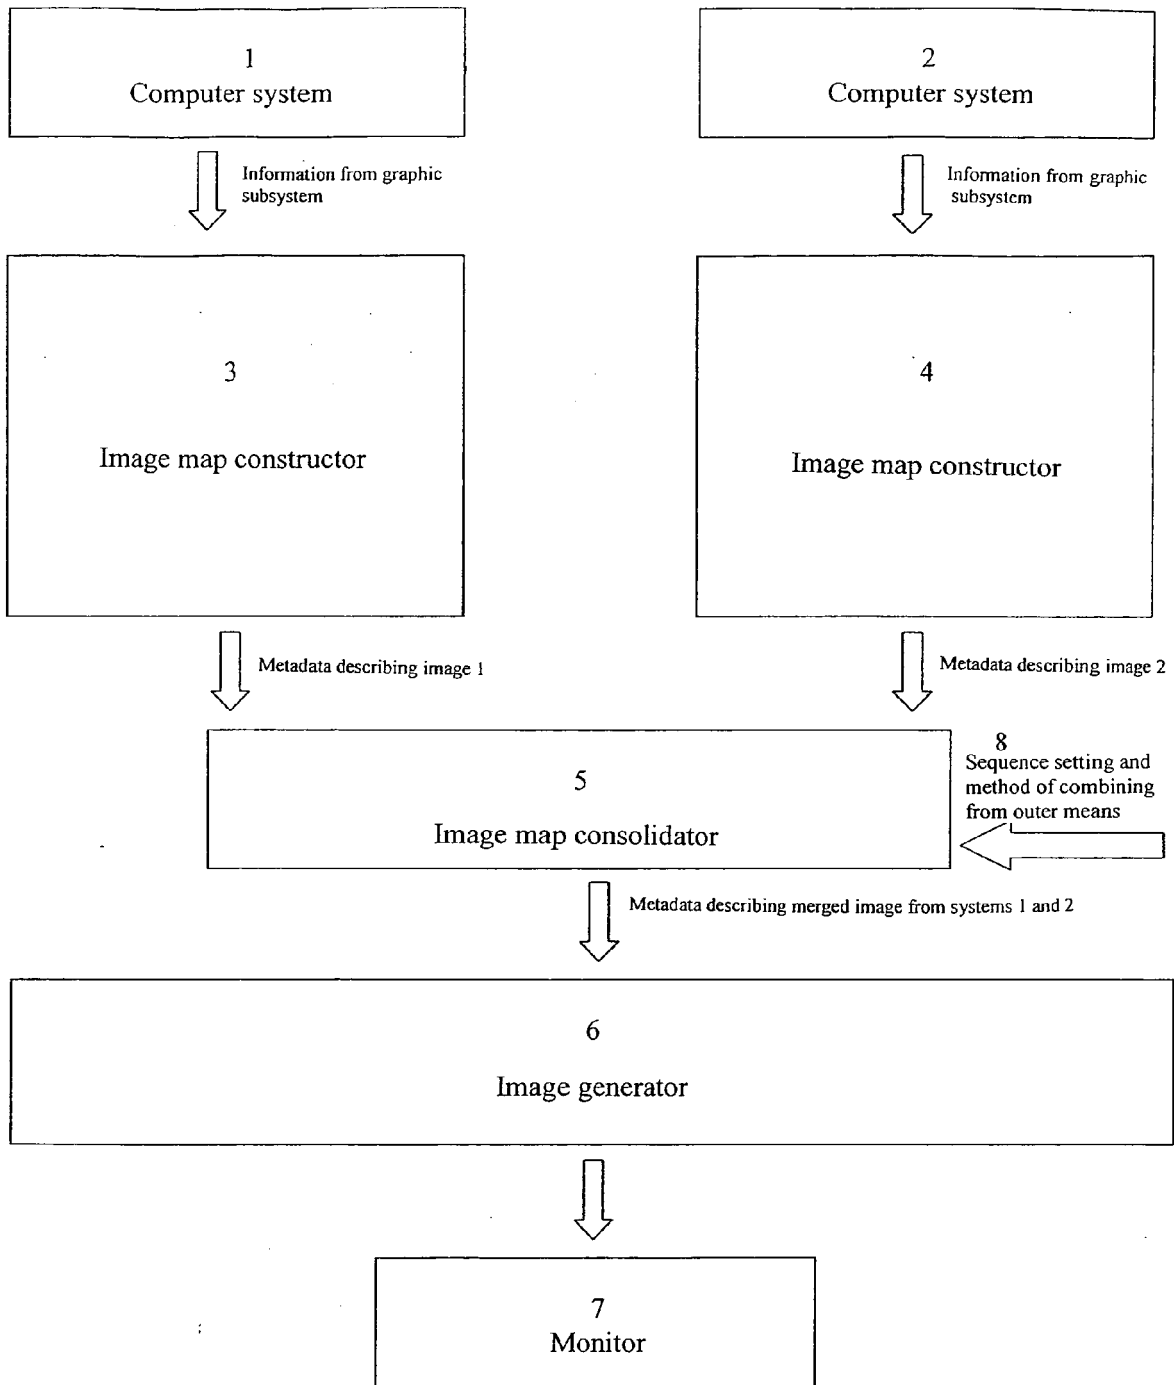 1
Computer system
2
Computer system
Information from graphic
subsystem
Information from graphic
subsystem
3
Image map constructor
4
Image map constructor
Metadata describing image 1
Metadata describing image 2
5
Image map consolidator
8
Sequence setting and
method of combining
from outer means
Metadata describing merged image from systems 1 and 2
6
Image generator
7
Monitor